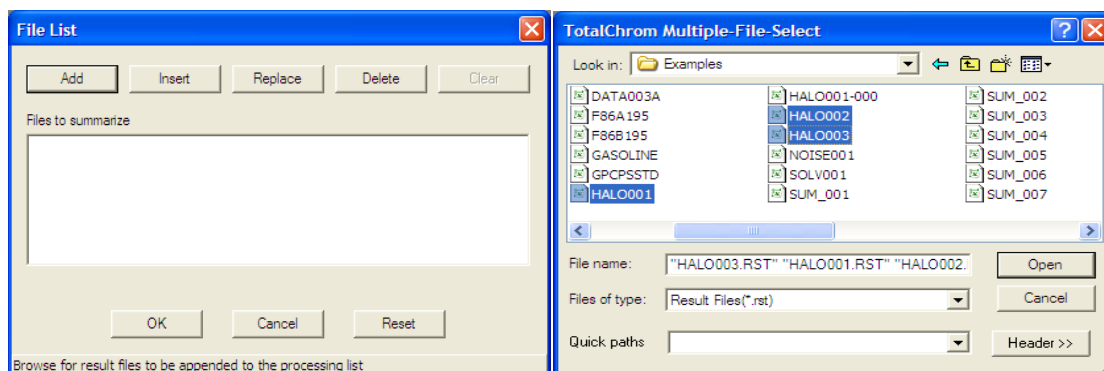 File List
Add Insert Replace Delete Clear
Files to summarize
OK Cancel Reset
Browse for result files to be appended to the processing list
TotalChrom Multiple-File-Select
Look in: Examples
DATA003A HALO001-000 SUM_002
F86A195 HALO002 SUM_003
F86B195 HALO003 SUM_004
GASOLINE NOISE001 SUM_005
GPCPSSTD SOLV001 SUM_006
HALO001 SUM_001 SUM_007
File name: "HALO003.RST" "HALO001.RST" "HALO002. Open
Files of type: Result Files(*.rst) Cancel
Quick paths Header >>